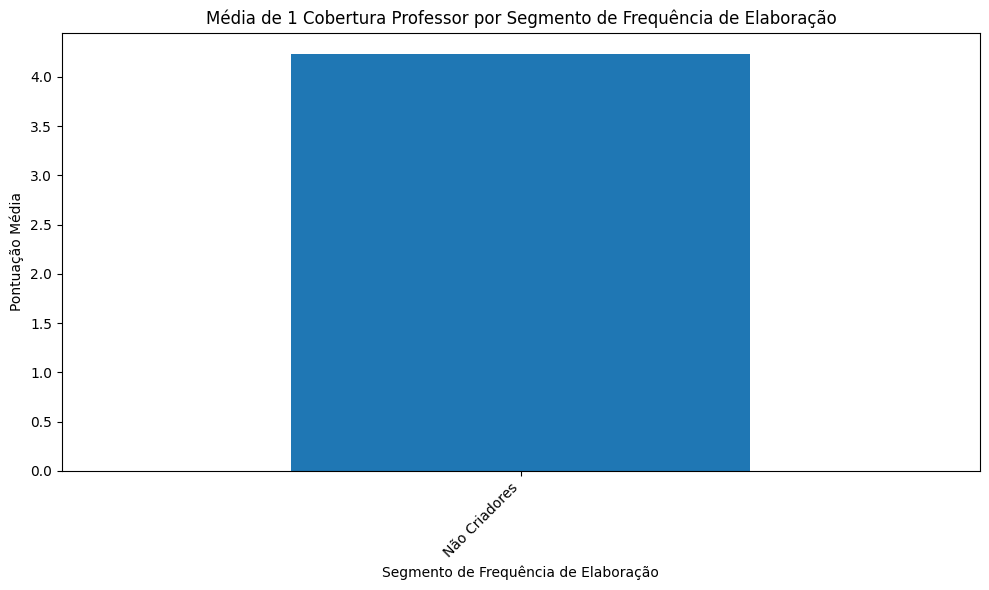 Média de 1 Cobertura Professor por Segmento de Frequência de Elaboração
Pontuação Média
4.0
3.5
3.0
2.5
2.0
1.5
1.0
0.5
0.0
Não Criadores
Segmento de Frequência de Elaboração